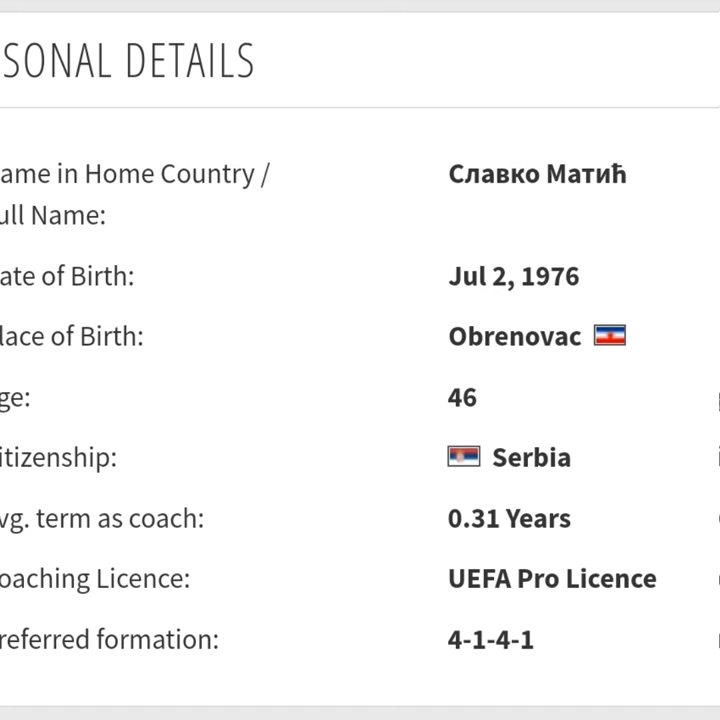 SONAL DETAILS
ame in Home Country / Славко Матић
ull Name:
ate of Birth: Jul 2, 1976
lace of Birth: Obrenovac
ge: 46
itizenship: Serbia
vg. term as coach: 0.31 Years
oaching Licence: UEFA Pro Licence
referred formation: 4-1-4-1